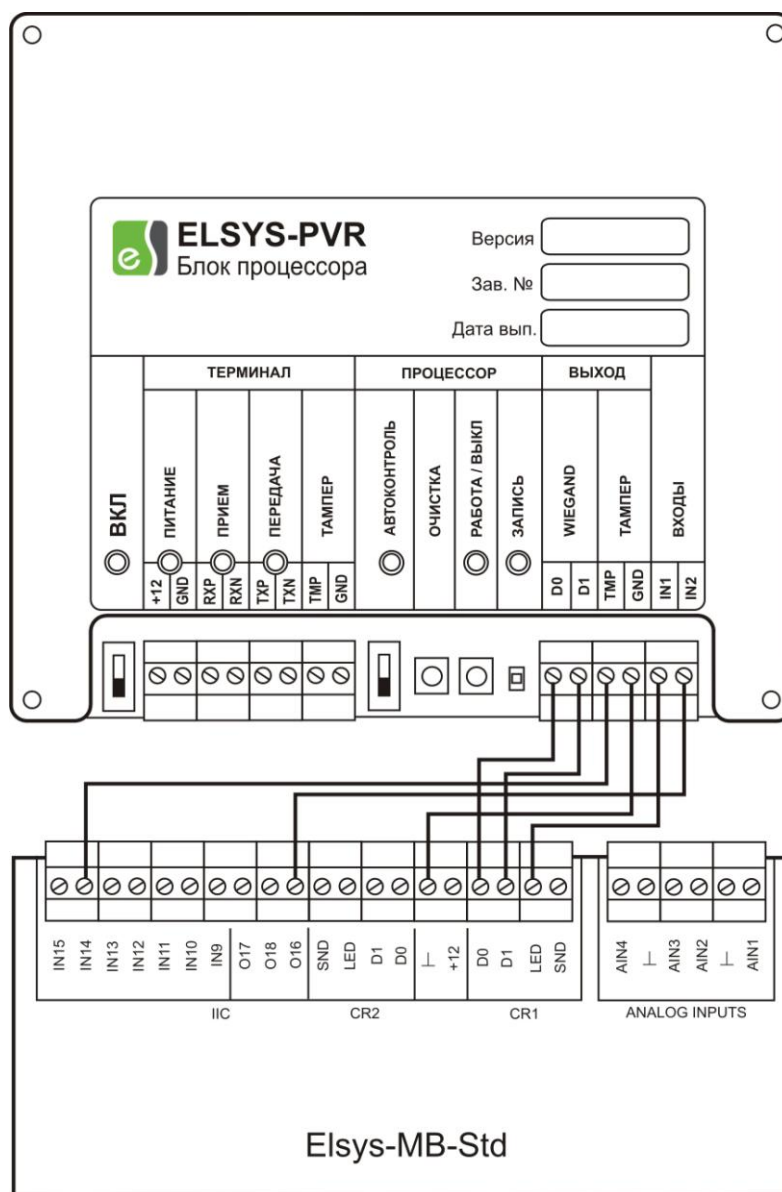 ELSYS-PVR
Блок процессора
e
Версия
Зав. №
Дата вып.
ТЕРМИНАЛ
ПРОЦЕССОР
ВЫХОД
ВКЛ
ПИТАНИЕ
ПРИЕМ
ПЕРЕДАЧА
ТАМПЕР
АВТОКОНТРОЛЬ
ОЧИСТКА
РАБОТА / ВЫКЛ
ЗАПИСЬ
WIEGAND
ТАМПЕР
ВХОДЫ
+12
GND
RXP
RXN
TXP
TXN
TMP
GND
D0
D1
TMP
GND
IN1
IN2
IN15
IN14
IN13
IN12
IN11
IN10
IN9
O17
O18
O16
SND
LED
D1
D0
+12
D0
D1
LED
SND
AIN4
AIN3
AIN2
AIN1
IIC
CR2
CR1
ANALOG INPUTS
Elsys-MB-Std